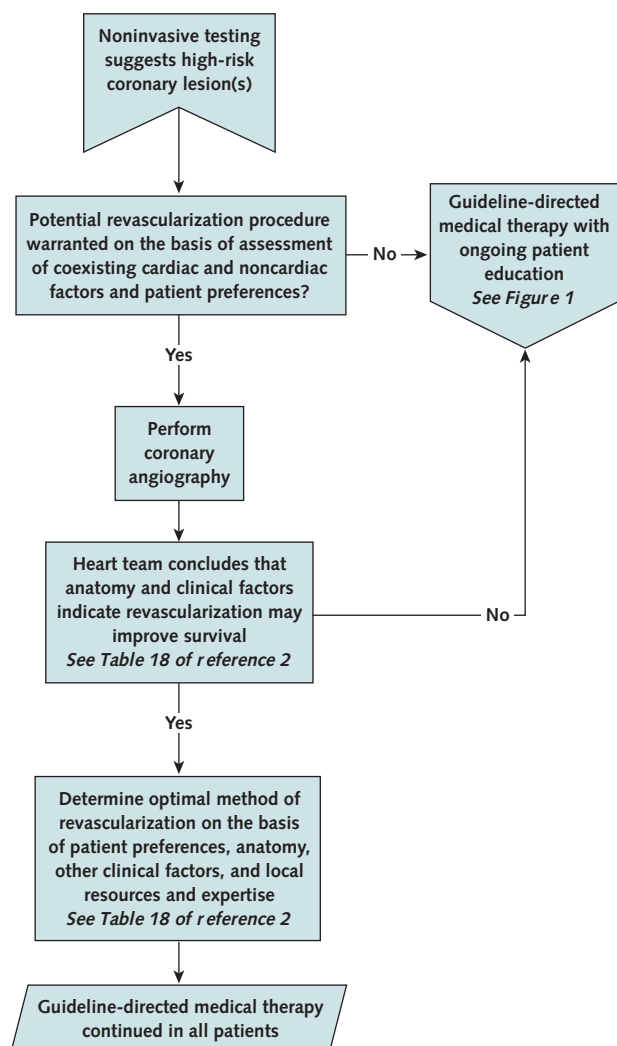 Noninvasive testing
suggests high-risk
coronary lesion(s)
Potential revascularization procedure
warranted on the basis of assessment
of coexisting cardiac and noncardiac
factors and patient preferences?
No
Guideline-directed
medical therapy with
ongoing patient
education
See Figure 1
Yes
Perform
coronary
angiography
Heart team concludes that
anatomy and clinical factors
indicate revascularization may
improve survival
See Table 18 of reference 2
No
Yes
Determine optimal method of
revascularization on the basis
of patient preferences, anatomy,
other clinical factors, and local
resources and expertise
See Table 18 of reference 2
Guideline-directed medical therapy
continued in all patients